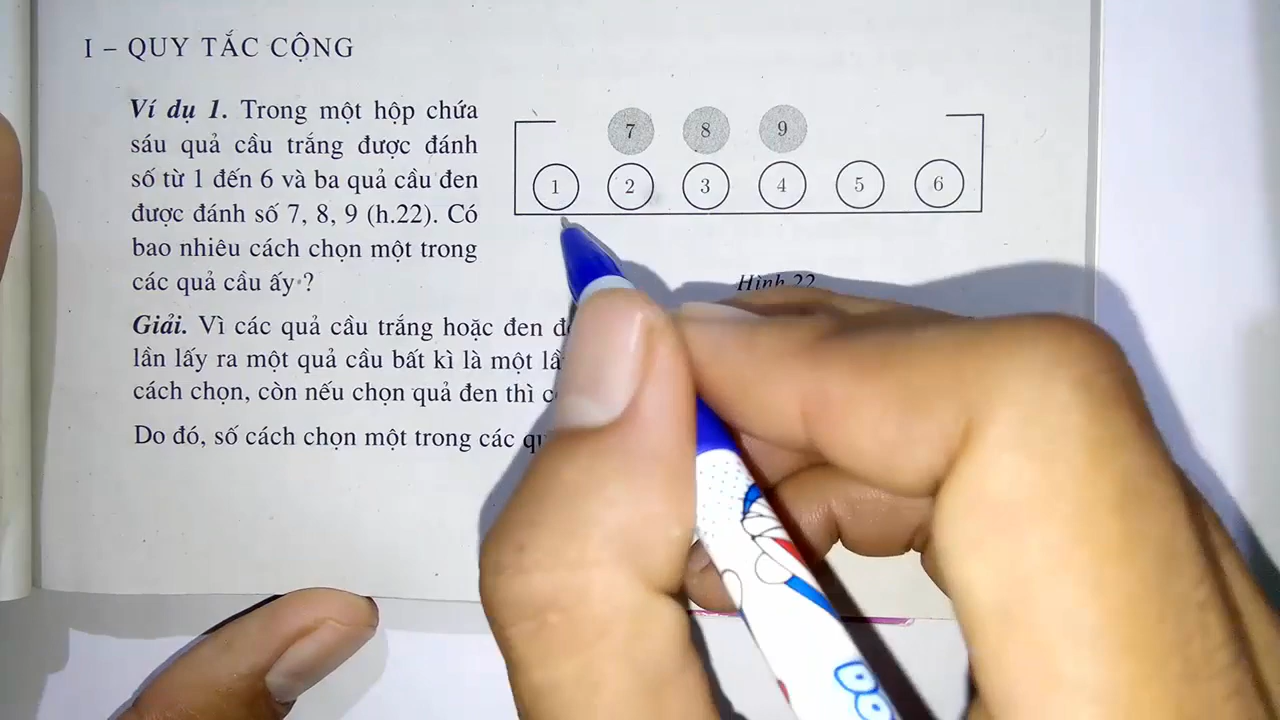 I – QUY TẮC CỘNG
Ví dụ 1. Trong một hộp chứa
sáu quả cầu trắng được đánh
số từ 1 đến 6 và ba quả cầu đen
được đánh số 7, 8, 9 (h.22). Có
bao nhiêu cách chọn một trong
các quả cầu ấy ?
7 8 9
1 2 3 4 5 6
Hình 22
Giải. Vì các quả cầu trắng hoặc đen
lần lấy ra một quả cầu bất kì là một
cách chọn, còn nếu chọn quả đen thì
Do đó, số cách chọn một trong các